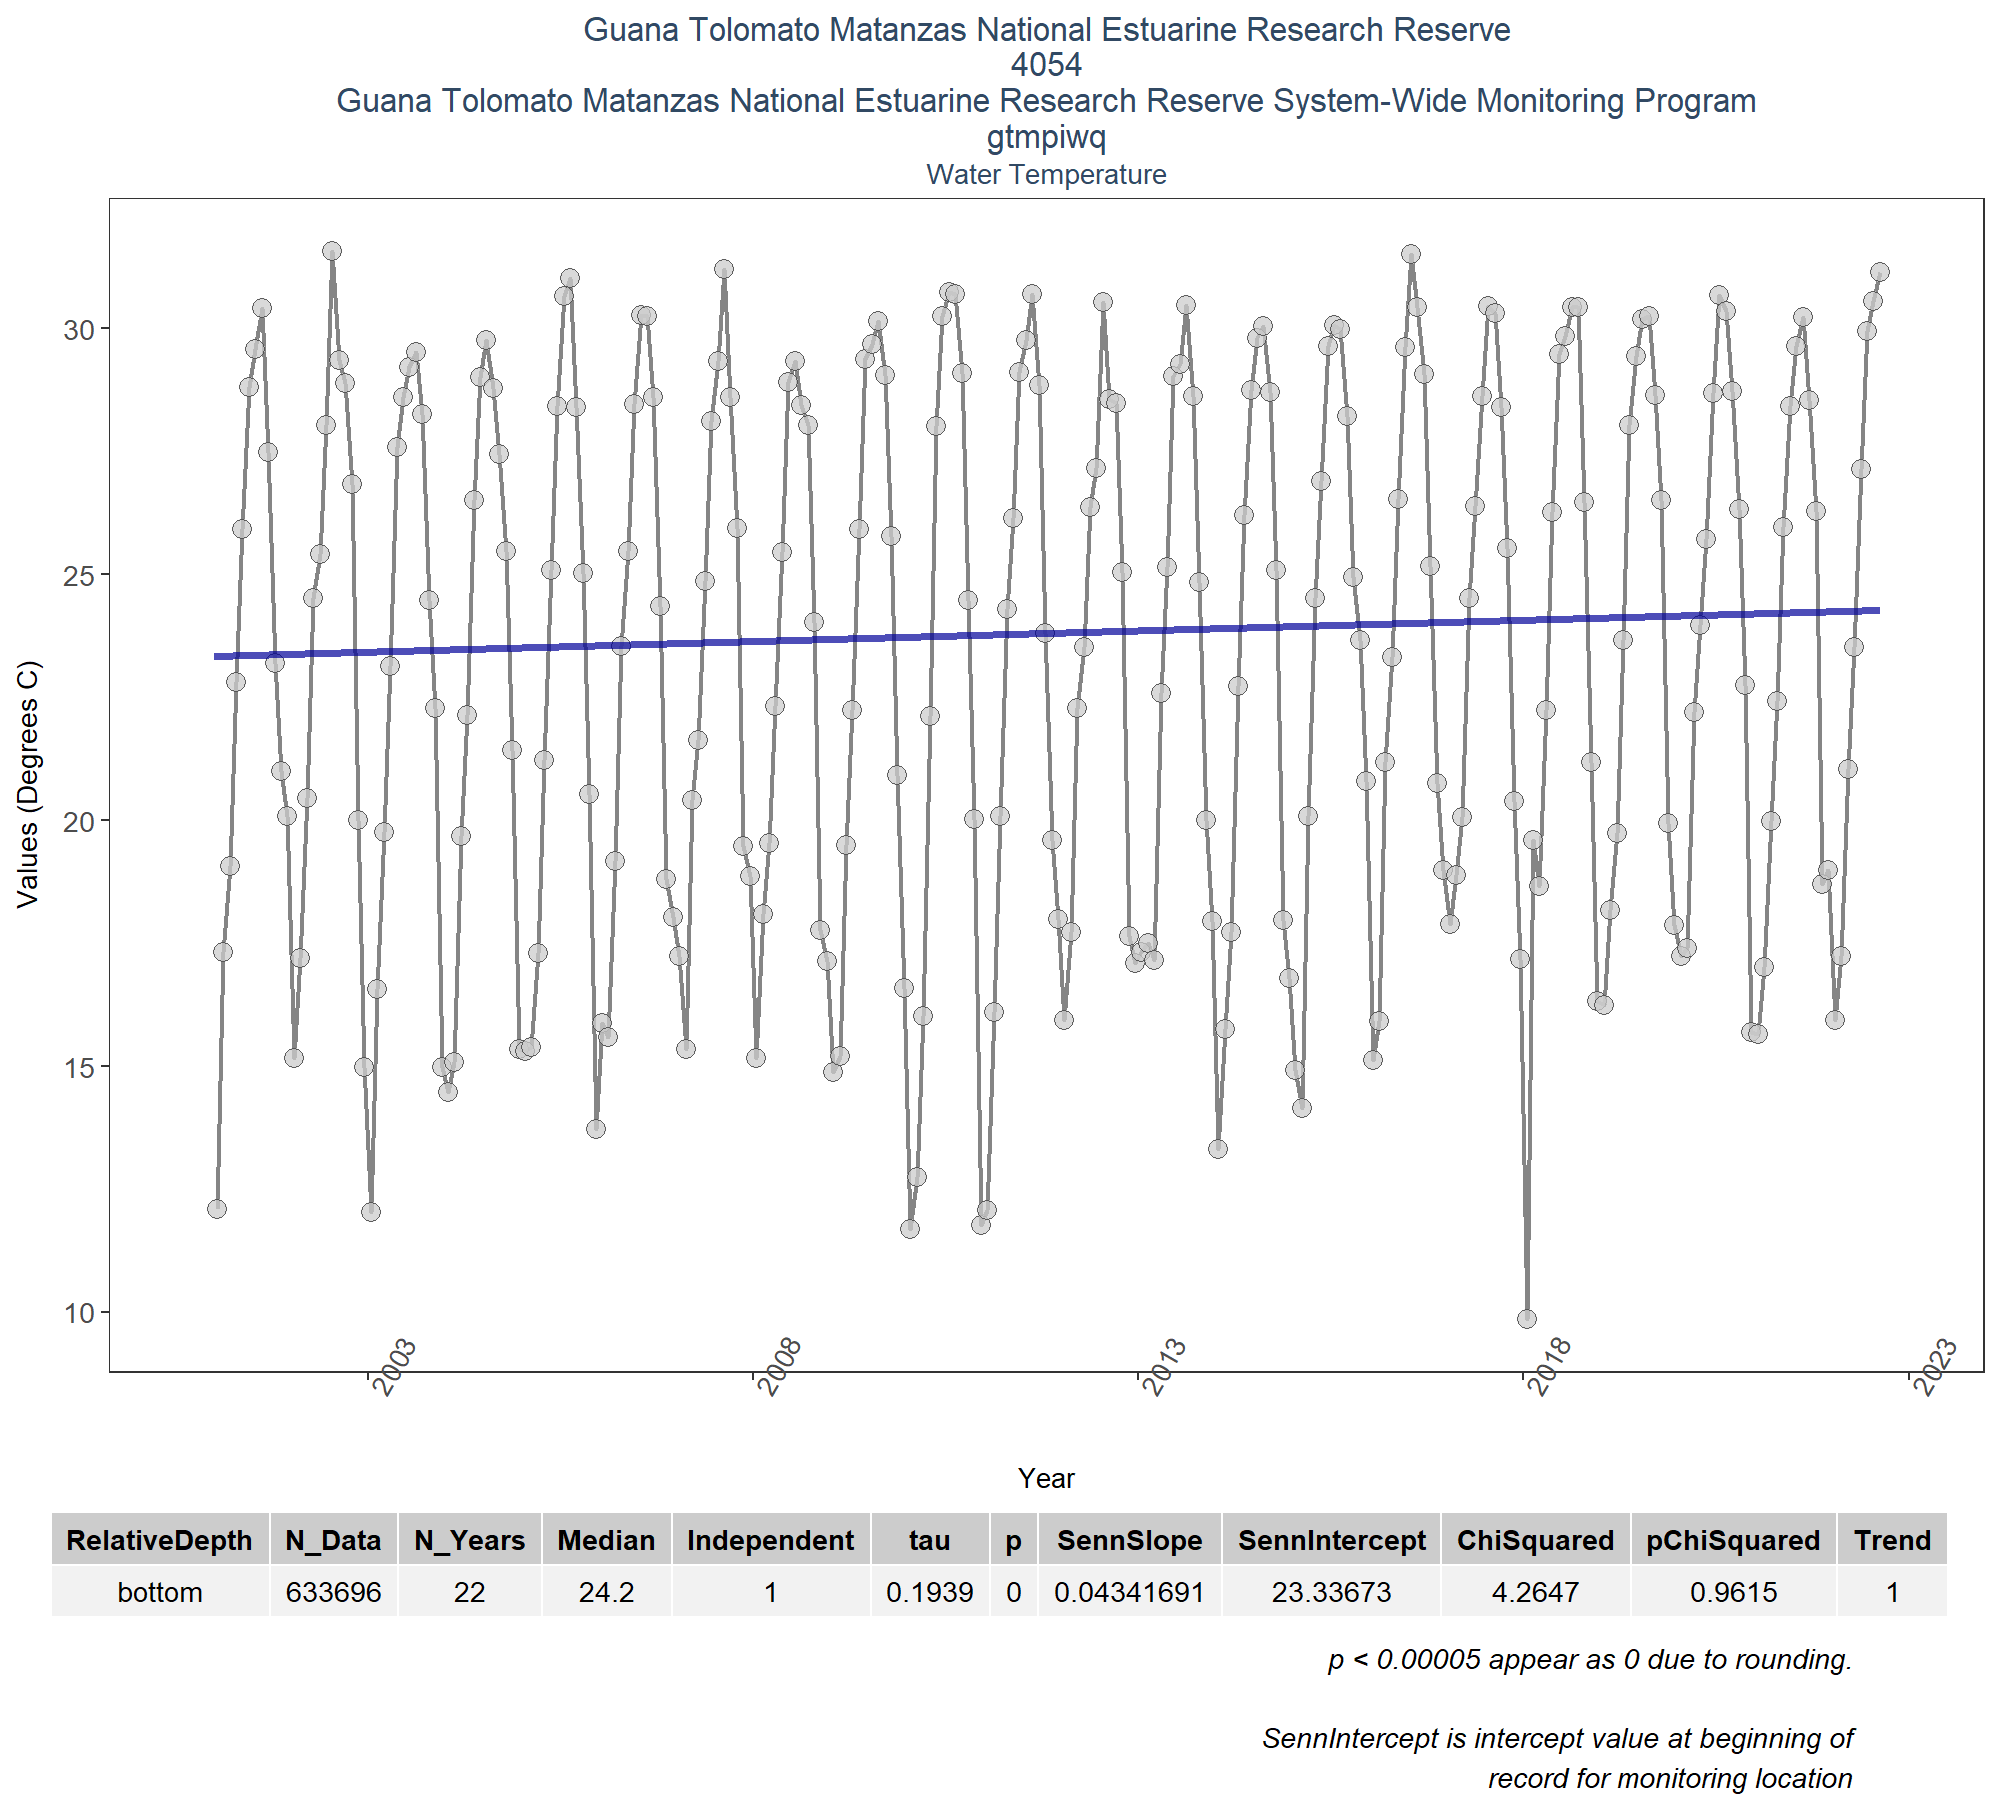 Guana Tolomato Matanzas National Estuarine Research Reserve
4054
Guana Tolomato Matanzas National Estuarine Research Reserve System-Wide Monitoring Program
gtmpiwq
Water Temperature
Values (Degrees C)
30
25
20
15
10
2003 2008 2013 2018 2023
Year
RelativeDepth N_Data N_Years Median Independent tau p SennSlope SennIntercept ChiSquared pChiSquared Trend
bottom 633696 22 24.2 1 0.1939 0 0.04341691 23.33673 4.2647 0.9615 1
p < 0.00005 appear as 0 due to rounding.
SennIntercept is intercept value at beginning of
record for monitoring location